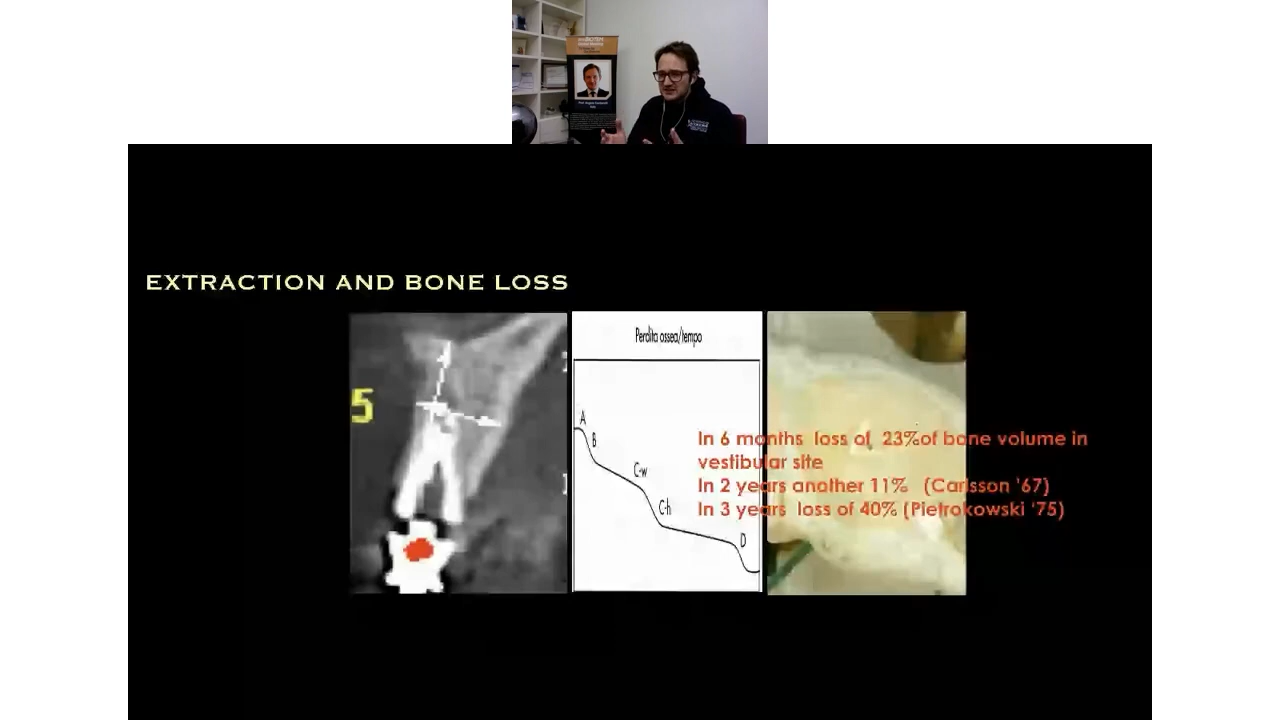 EXTRACTION AND BONE LOSS
5
Perdita ossea/tempo
A
B
C-w
C-h
D
In 6 months loss of 23%of bone volume in
vestibular site
In 2 years another 11% (Carlsson '67)
In 3 years loss of 40% (Pietrokowski '75)